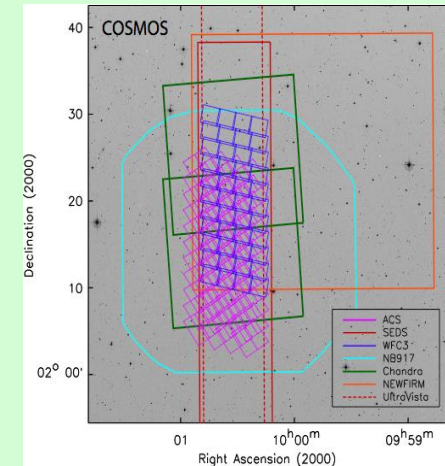 COSMOS
40
30
20
10
02° 00'
Declination (2000)
ACS
SEDS
WFC3
NB917
Chandra
NEWFIRM
UltraVista
01
10h00m
09h59m
Right Ascension (2000)